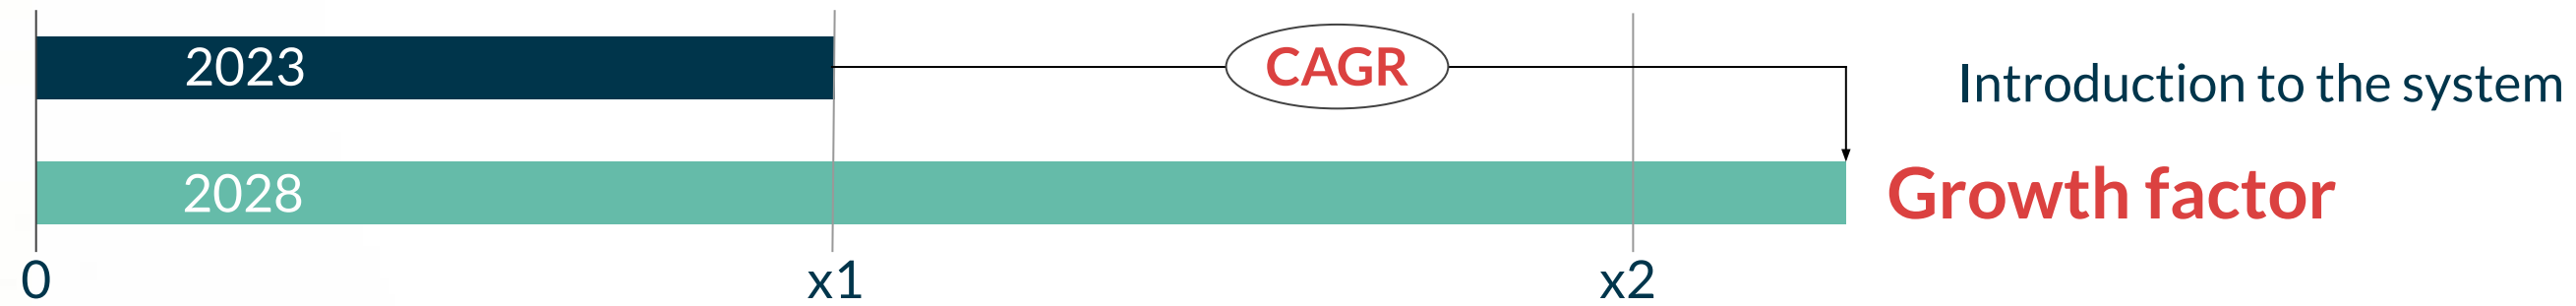 2023
CAGR
Introduction to the system
2028
Growth factor
0
x1
x2